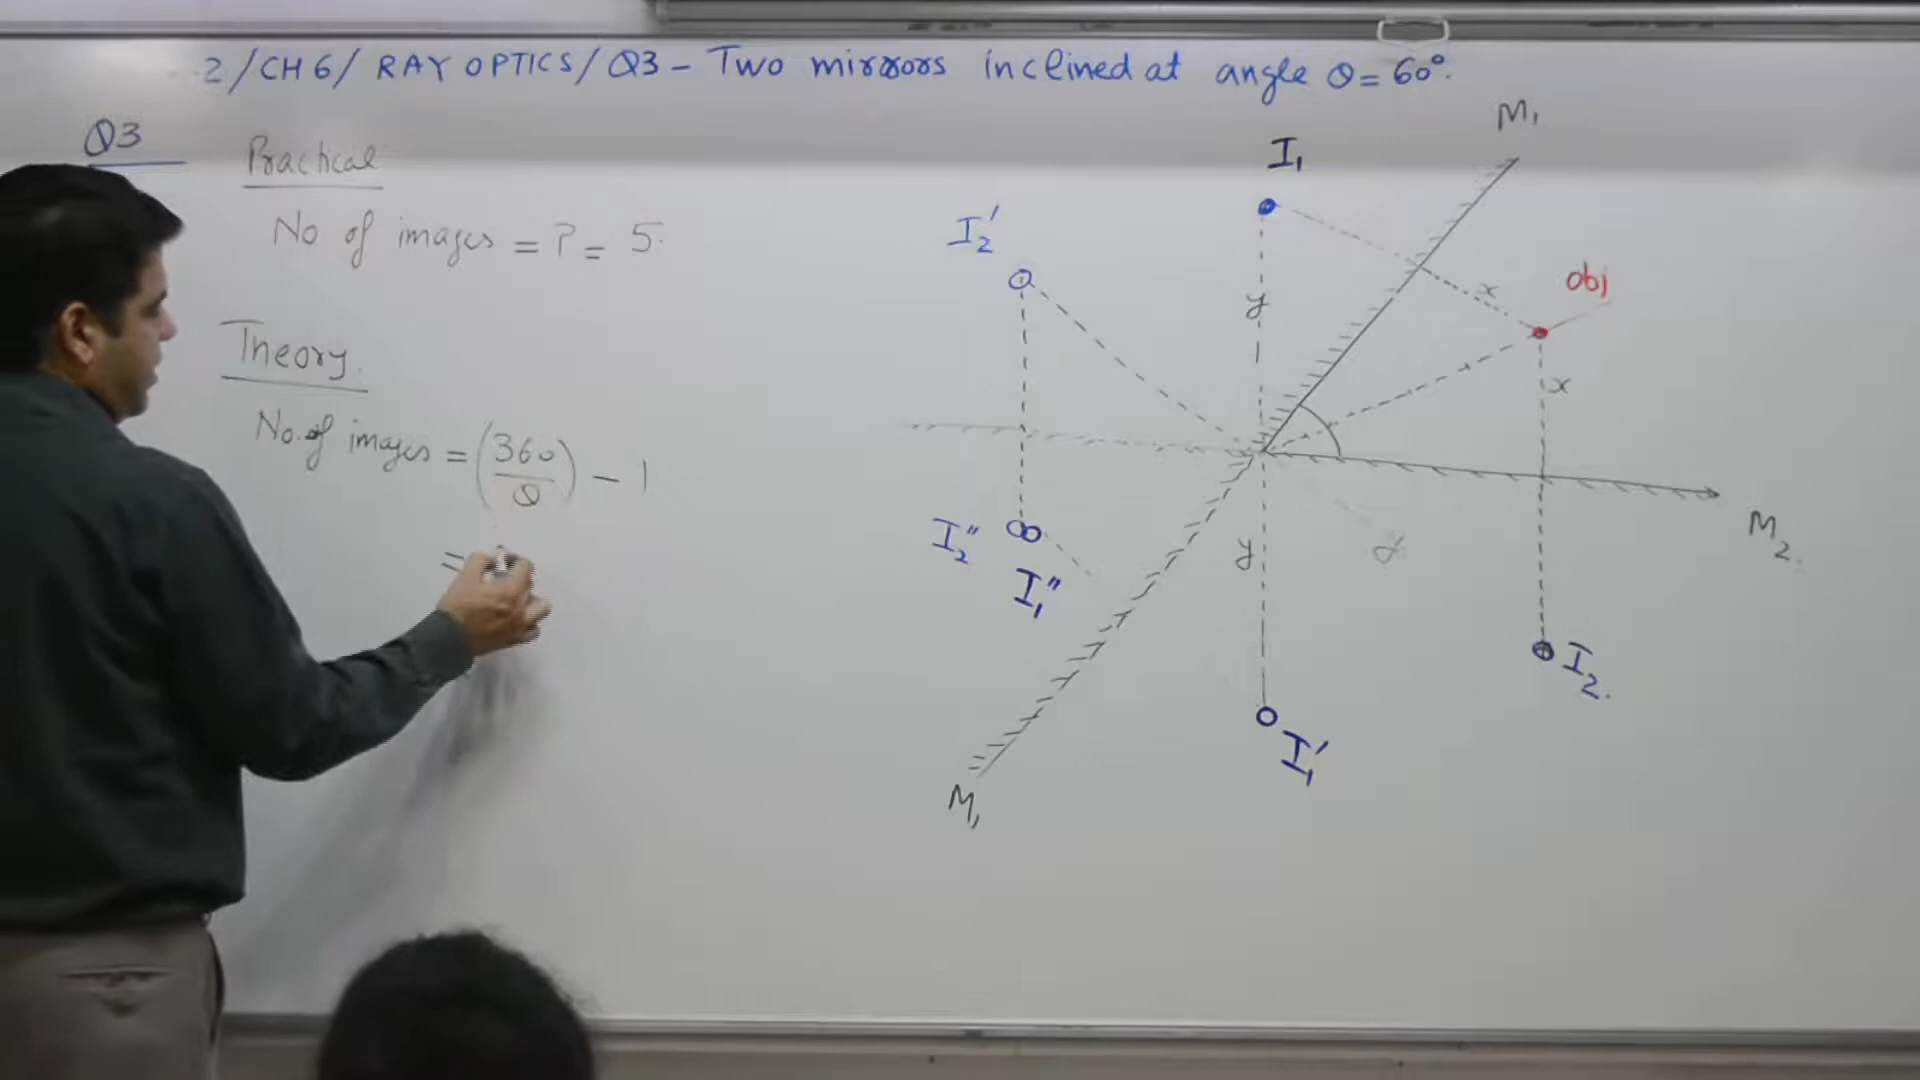 2/CH 6/ RAY OPTICS/ Q3 – Two mirrors inclined at angle θ = 60°.
Q3
Practical
No of images = ? = 5.
Theory.
No. of images = (360/θ) – 1
=
M₁
I₁
I₂'
obj
x
y
x
I₂"
I₁"
y
M₂.
I₂.
I₁'
M₁